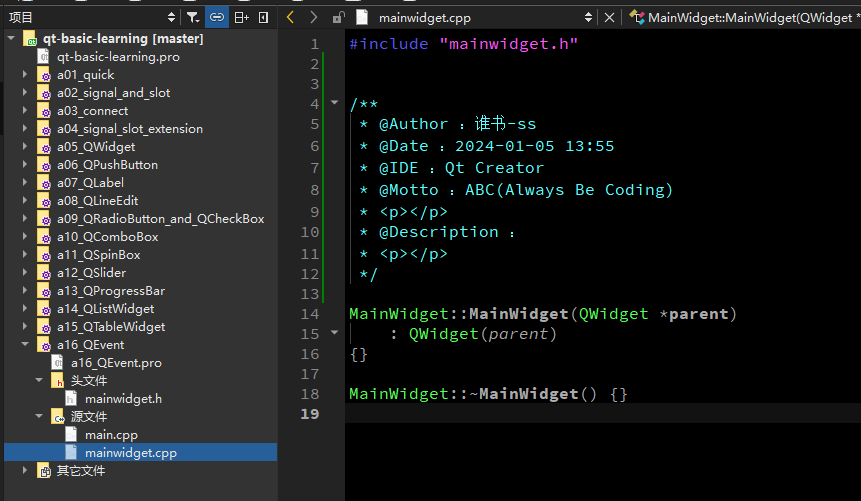 项目
mainwidget.cpp
MainWidget::MainWidget(QWidget *
qt-basic-learning [master]
qt-basic-learning.pro
a01_quick
a02_signal_and_slot
a03_connect
a04_signal_slot_extension
a05_QWidget
a06_QPushButton
a07_QLabel
a08_QLineEdit
a09_QRadioButton_and_QCheckBox
a10_QComboBox
a11_QSpinBox
a12_QSlider
a13_QProgressBar
a14_QListWidget
a15_QTableWidget
a16_QEvent
a16_QEvent.pro
头文件
mainwidget.h
源文件
main.cpp
mainwidget.cpp
其它文件
1 #include "mainwidget.h"
2
3
4 /**
5 * @Author :谁书-ss
6 * @Date :2024-01-05 13:55
7 * @IDE :Qt Creator
8 * @Motto :ABC(Always Be Coding)
9 * <p></p>
10 * @Description :
11 * <p></p>
12 */
13
14 MainWidget::MainWidget(QWidget *parent)
15 : QWidget(parent)
16 {}
17
18 MainWidget::~MainWidget() {}
19